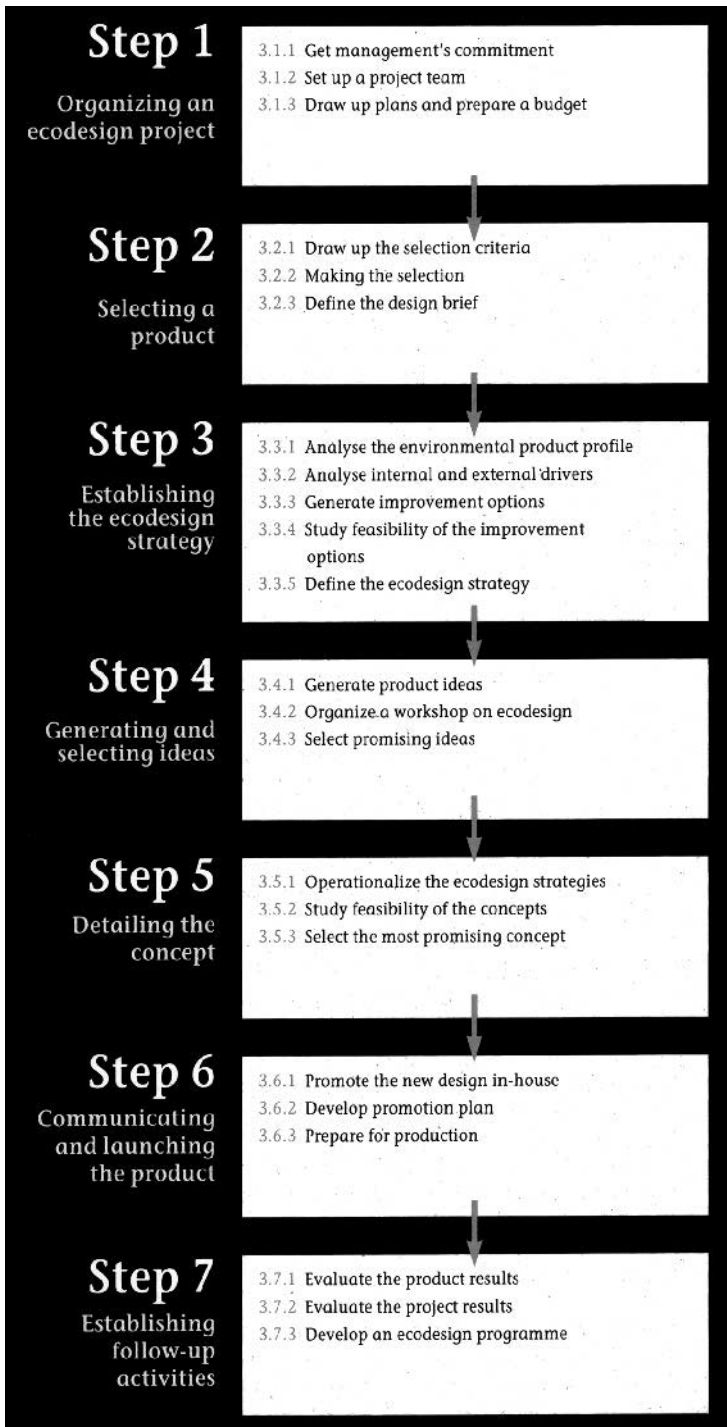 Step 1
Organizing an
ecodesign project
3.1.1 Get management's commitment
3.1.2 Set up a project team
3.1.3 Draw up plans and prepare a budget
Step 2
Selecting a
product
3.2.1 Draw up the selection criteria
3.2.2 Making the selection
3.2.3 Define the design brief
Step 3
Establishing
the ecodesign
strategy
3.3.1 Analyse the environmental product profile
3.3.2 Analyse internal and external drivers
3.3.3 Generate improvement options
3.3.4 Study feasibility of the improvement
options
3.3.5 Define the ecodesign strategy
Step 4
Generating and
selecting ideas
3.4.1 Generate product ideas
3.4.2 Organize a workshop on ecodesign
3.4.3 Select promising ideas
Step 5
Detailing the
concept
3.5.1 Operationalize the ecodesign strategies
3.5.2 Study feasibility of the concepts
3.5.3 Select the most promising concept
Step 6
Communicating
and launching
the product
3.6.1 Promote the new design in-house
3.6.2 Develop promotion plan
3.6.3 Prepare for production
Step 7
Establishing
follow-up
activities
3.7.1 Evaluate the product results
3.7.2 Evaluate the project results
3.7.3 Develop an ecodesign programme